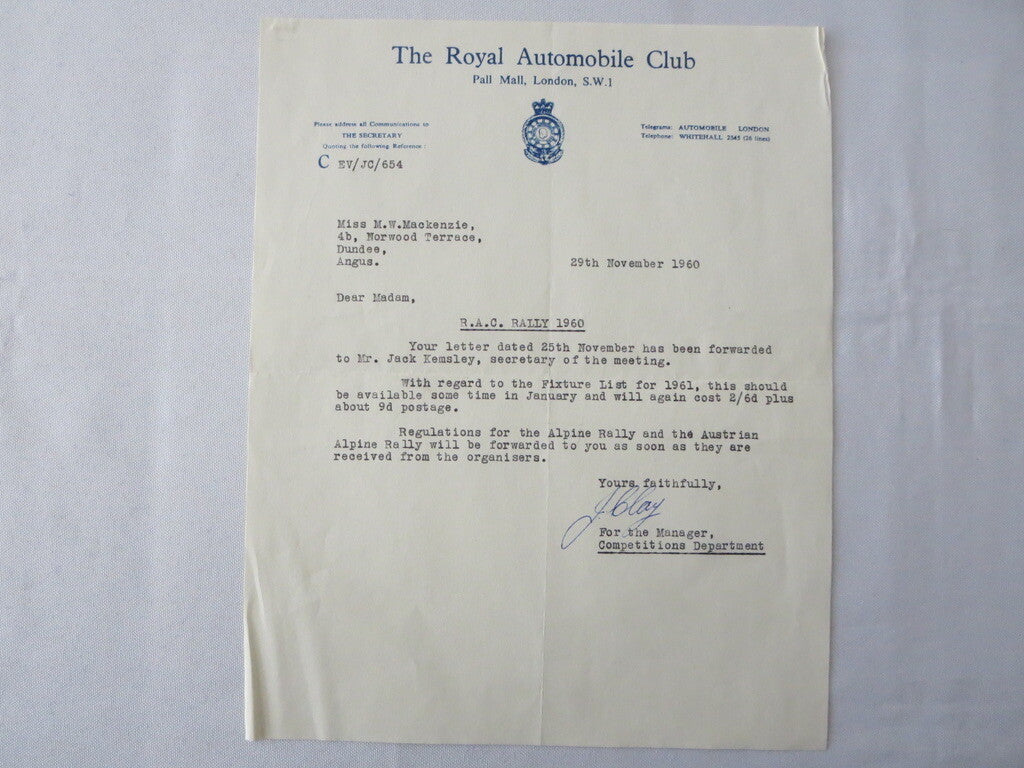 The Royal Automobile Club
Pall Mall, London, S.W.1
Please address all Communications to
THE SECRETARY
Quoting the following Reference:
C EV/JC/654
Telegrams: AUTOMOBILE LONDON
Telephone: WHITEHALL 2345 (26 lines)
Miss M.W.Mackenzie,
4b, Norwood Terrace,
Dundee,
Angus.
29th November 1960
Dear Madam,
R.A.C. RALLY 1960
Your letter dated 25th November has been forwarded
to Mr. Jack Kemsley, secretary of the meeting.
With regard to the Fixture List for 1961, this should
be available some time in January and will again cost 2/6d plus
about 9d postage.
Regulations for the Alpine Rally and the Austrian
Alpine Rally will be forwarded to you as soon as they are
received from the organisers.
Yours faithfully,
J Clay
For the Manager,
Competitions Department